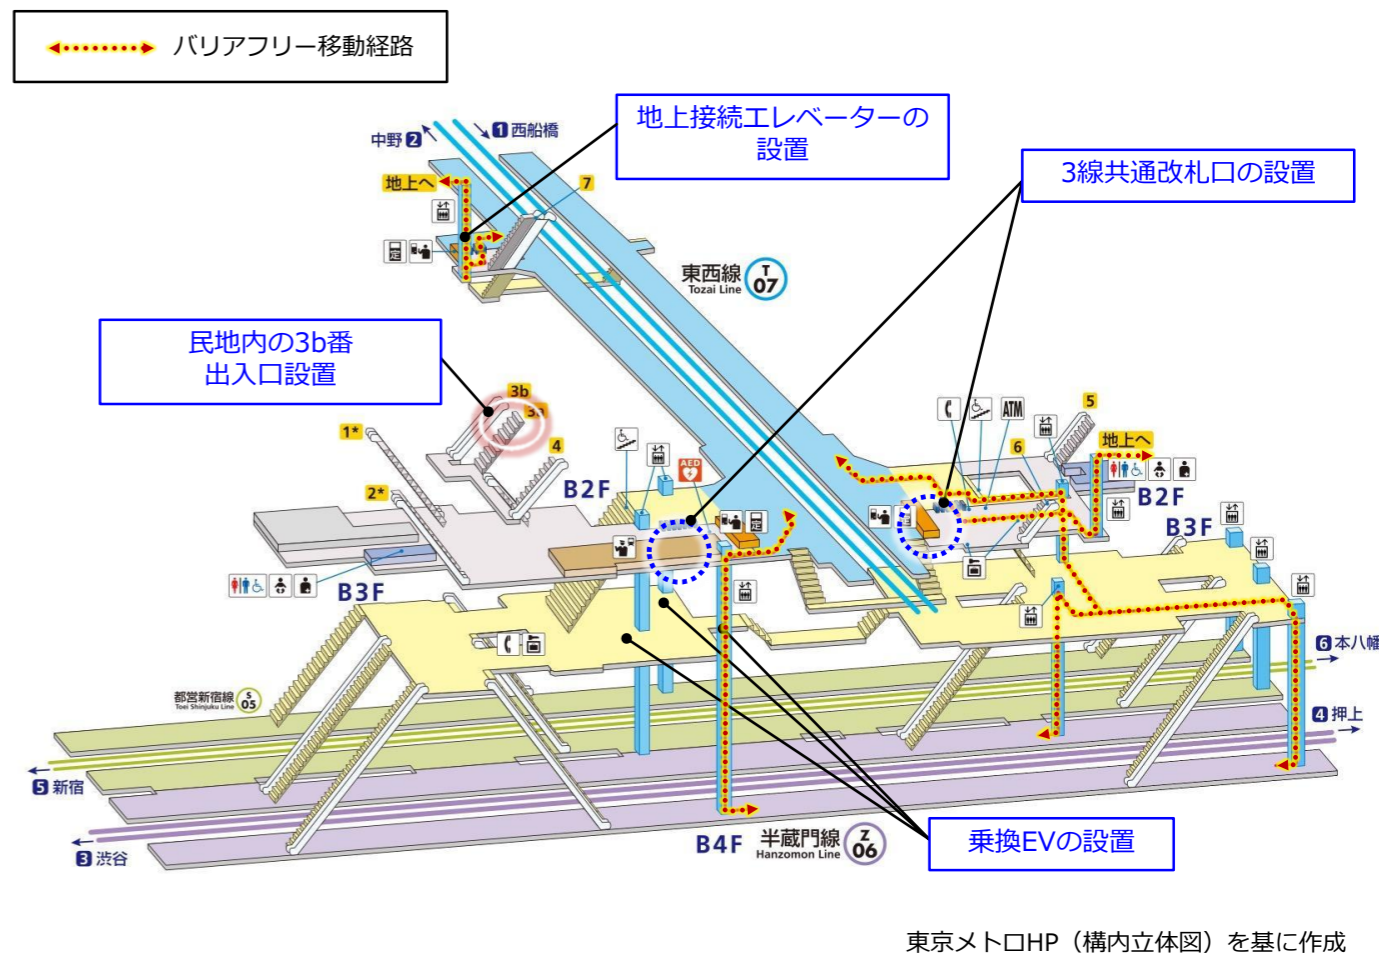 バリアフリー移動経路
地上接続エレベーターの
設置
3線共通改札口の設置
中野2
1西船橋
地上へ
7
定
東西線
Tozai Line
T
07
民地内の3b番
出入口設置
3b
3a
1*
4
2*
B2F
AED
定
B3F
ATM
5
6
地上へ
B2F
B3F
都営新宿線
Toei Shinjuku Line
S
05
6本八幡
4押上
5新宿
3渋谷
B4F
半蔵門線
Hanzomon Line
Z
06
乗換EVの設置
東京メトロHP（構内立体図）を基に作成